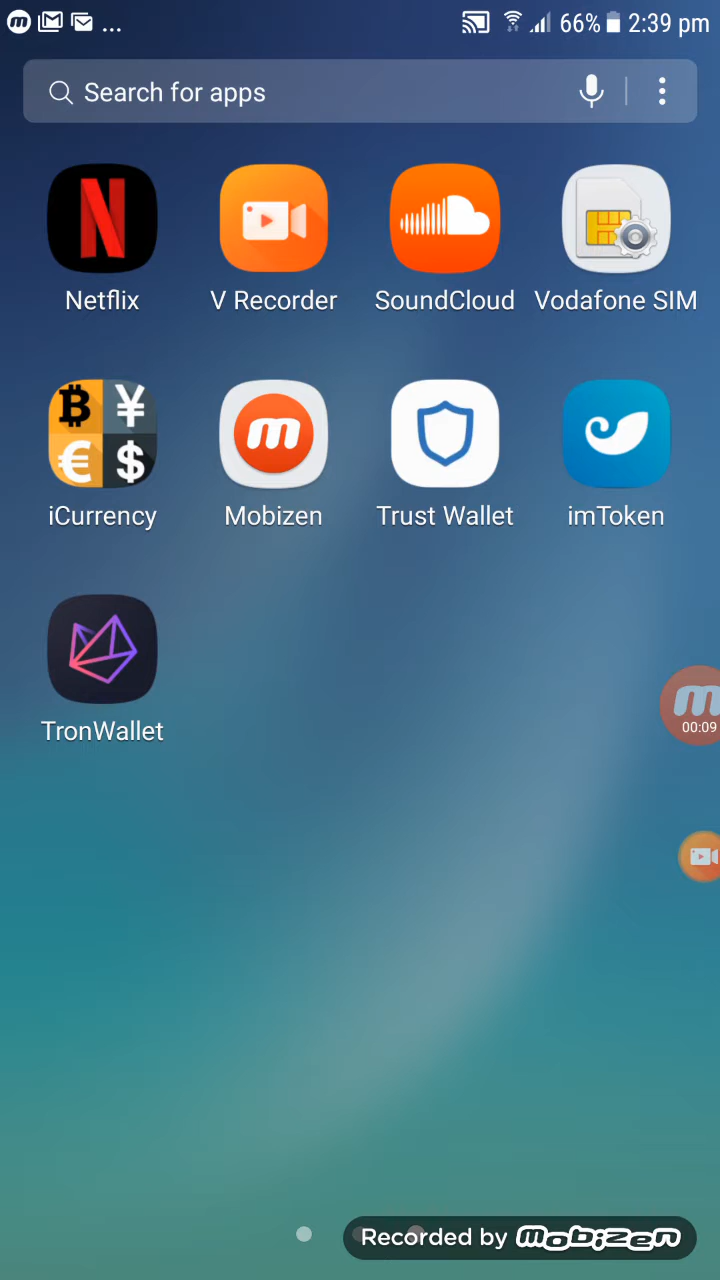 ... 66% 2:39 pm
Search for apps
Netflix V Recorder SoundCloud Vodafone SIM
iCurrency Mobizen Trust Wallet imToken
TronWallet
00:09
Recorded by mobizen